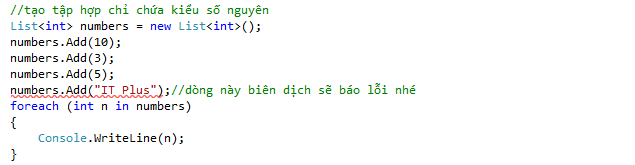 //tạo tập hợp chỉ chứa kiểu số nguyên
List<int> numbers = new List<int>();
numbers.Add(10);
numbers.Add(3);
numbers.Add(5);
numbers.Add("IT Plus");//dòng này biên dịch sẽ báo lỗi nhé
foreach (int n in numbers)
{
    Console.WriteLine(n);
}